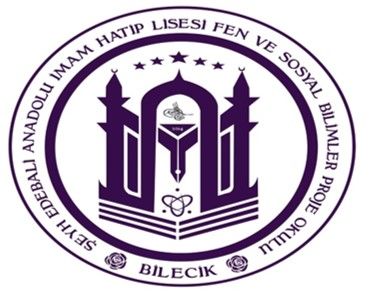 ŞEYH EDEBALİ ANADOLU İMAM HATİP LİSESİ FEN VE SOSYAL BİLİMLER PROJE OKULU
BİLECİK